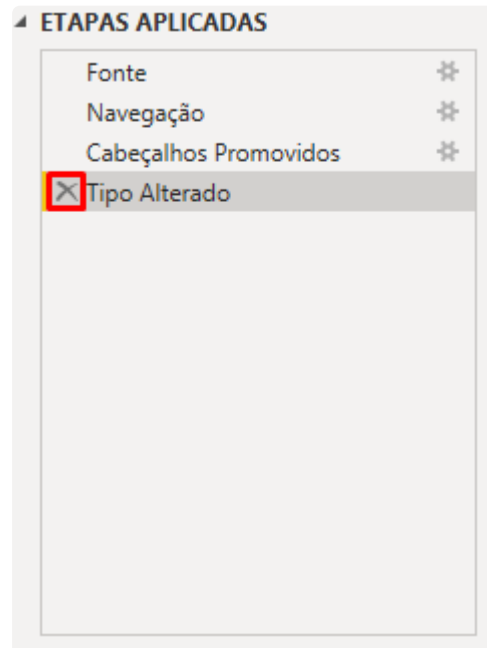 ETAPAS APLICADAS
Fonte
Navegação
Cabeçalhos Promovidos
Tipo Alterado